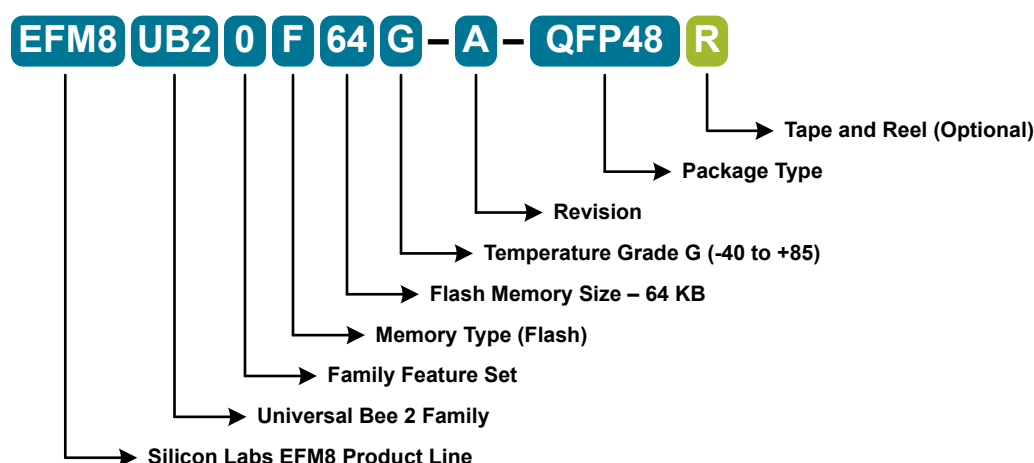 EFM8 UB2 0 F 64 G – A – QFP48 R
Tape and Reel (Optional)
Package Type
Revision
Temperature Grade G (-40 to +85)
Flash Memory Size – 64 KB
Memory Type (Flash)
Family Feature Set
Universal Bee 2 Family
Silicon Labs EFM8 Product Line